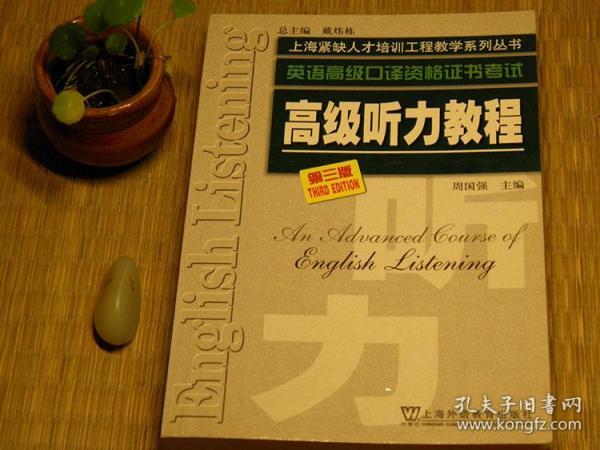 总主编 戴炜栋
上海紧缺人才培训工程教学系列丛书
英语高级口译资格证书考试
高级听力教程
第三版
THIRD EDITION
周国强 主编
An Advanced Course of
English Listening
听
力
English Listening
上海外语教育出版社
孔夫子旧书网
www.kongfz.com